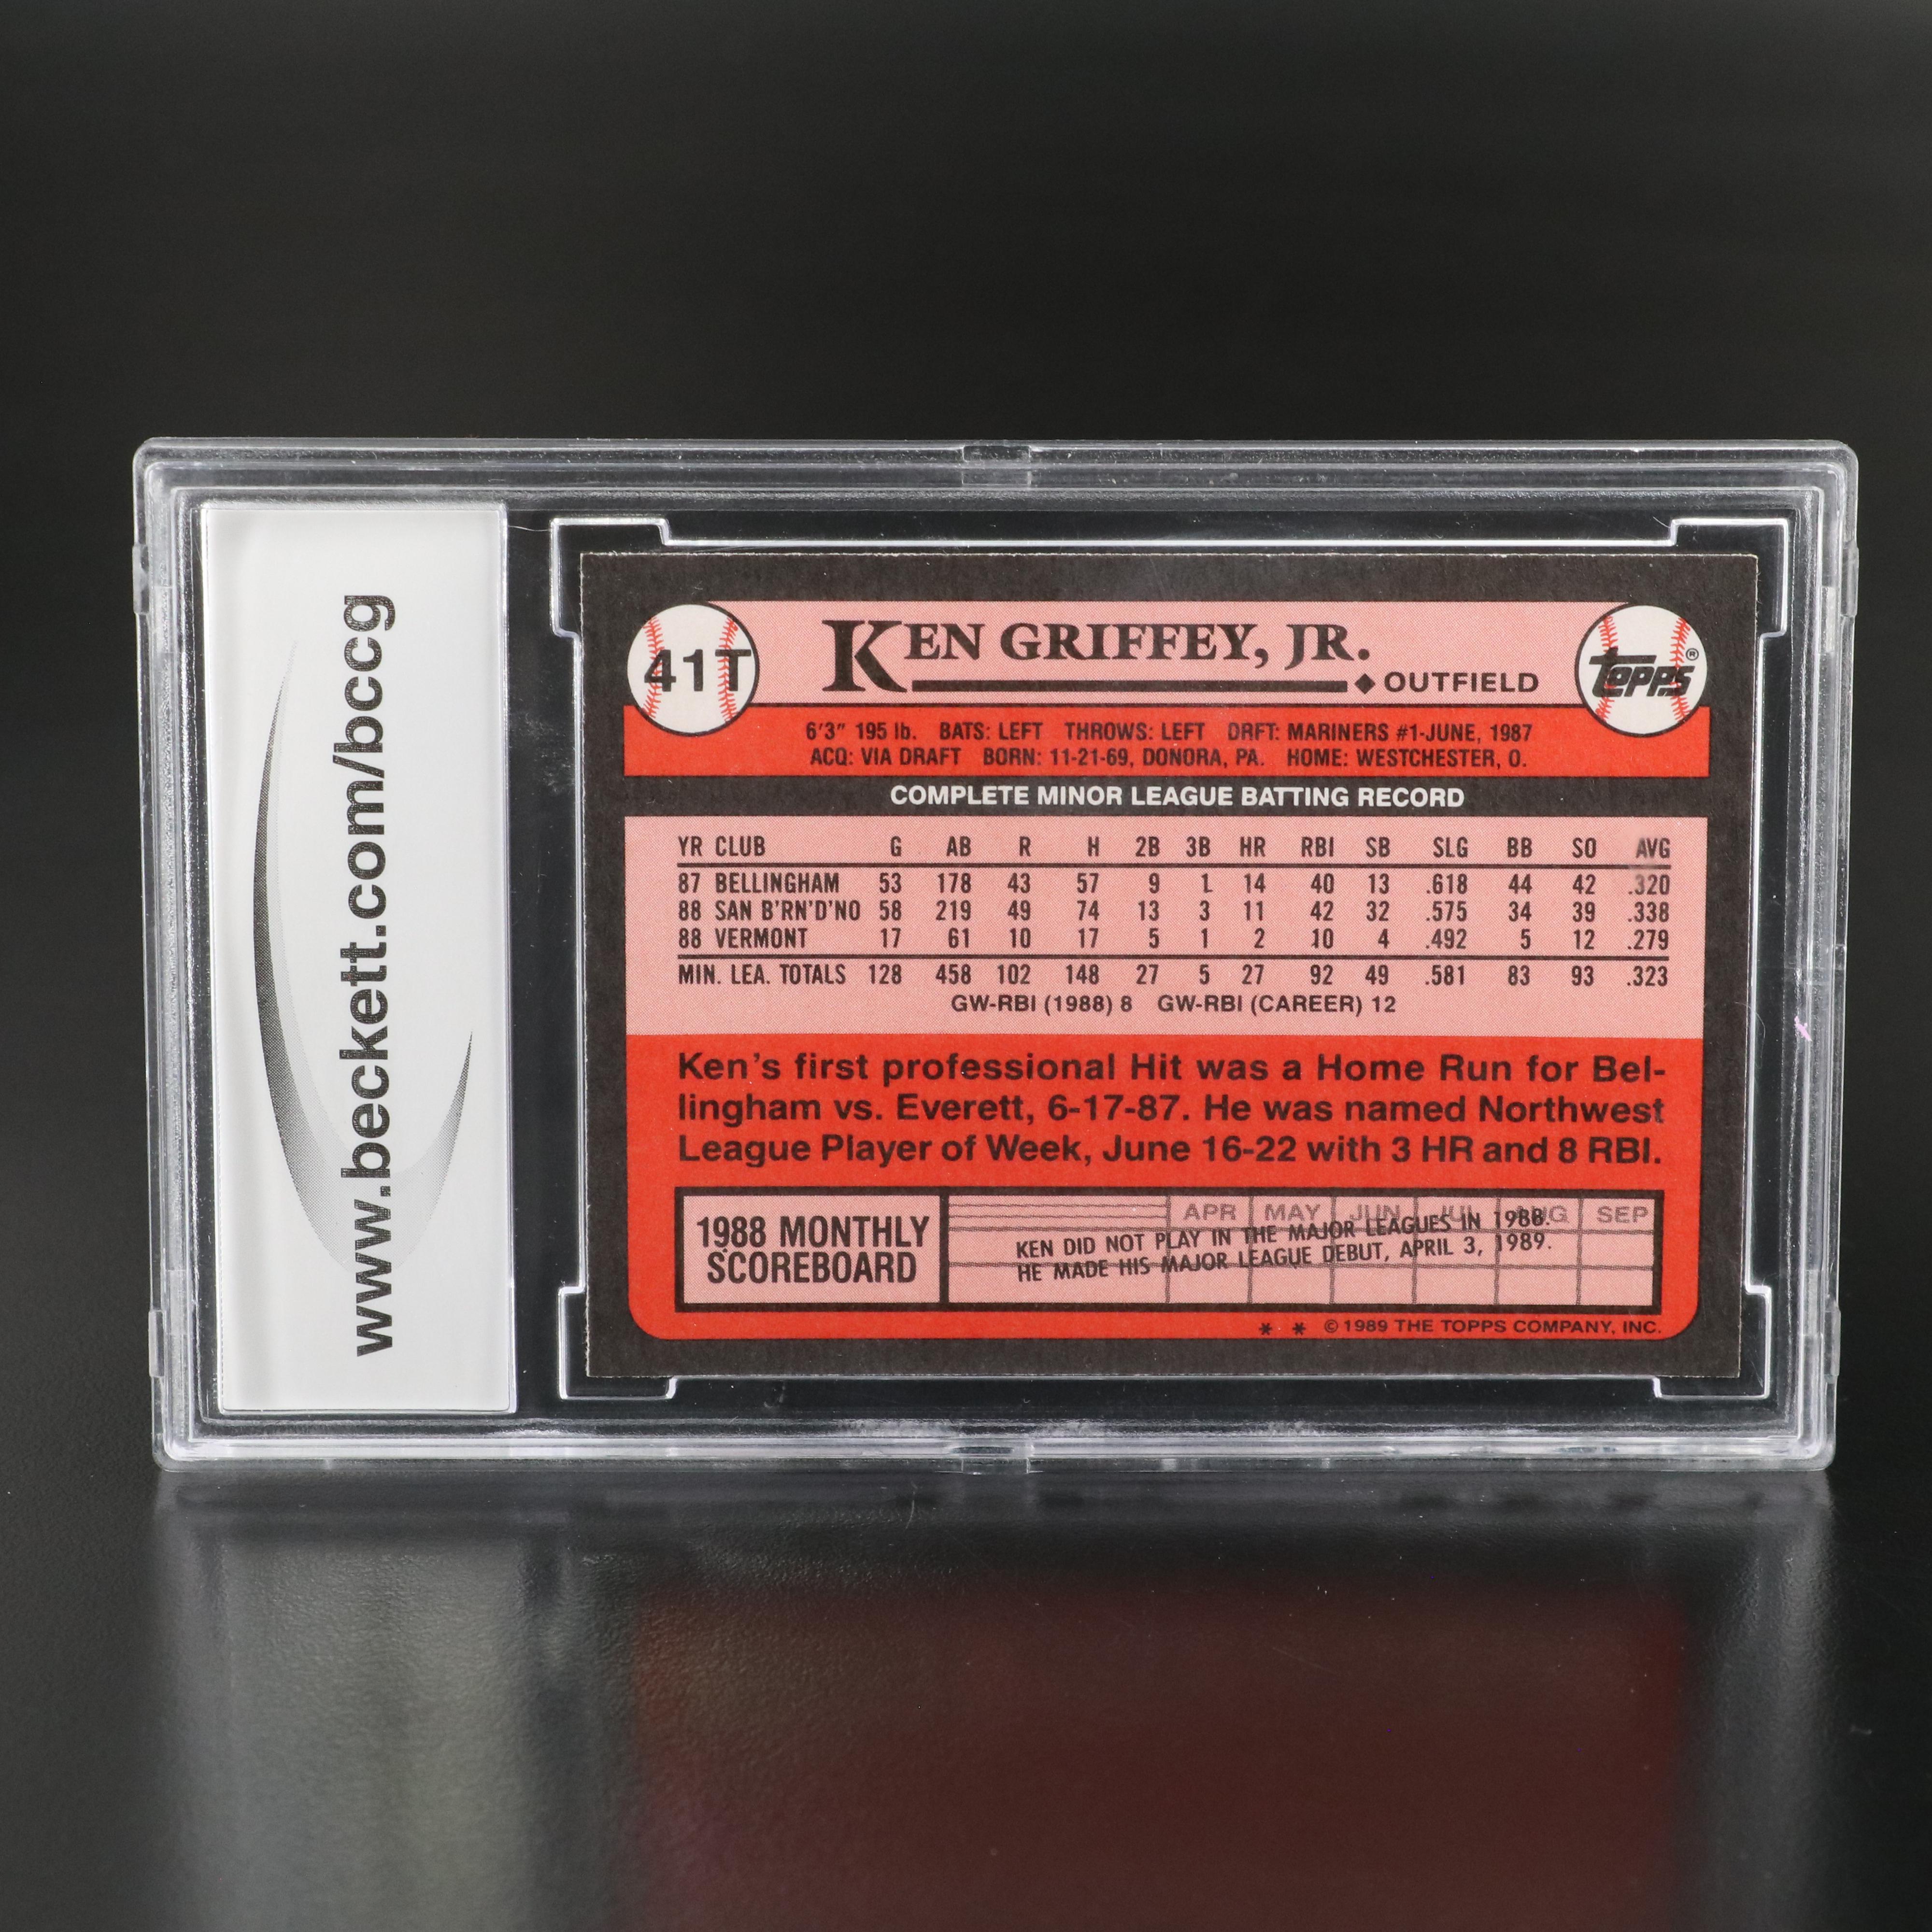 www.beckett.com/bccg
41T
KEN GRIFFEY, JR.
◆ OUTFIELD
TOPPS®
6'3" 195 lb. BATS: LEFT THROWS: LEFT DRFT: MARINERS #1-JUNE, 1987
ACQ: VIA DRAFT BORN: 11-21-69, DONORA, PA. HOME: WESTCHESTER, O.
COMPLETE MINOR LEAGUE BATTING RECORD
YR CLUB G AB R H 2B 3B HR RBI SB SLG BB SO AVG
87 BELLINGHAM 53 178 43 57 9 1 14 40 13 .618 44 42 .320
88 SAN B'RN'D'NO 58 219 49 74 13 3 11 42 32 .575 34 39 .338
88 VERMONT 17 61 10 17 5 1 2 10 4 .492 5 12 .279
MIN. LEA. TOTALS 128 458 102 148 27 5 27 92 49 .581 83 93 .323
GW-RBI (1988) 8 GW-RBI (CAREER) 12
Ken's first professional Hit was a Home Run for Bel-
lingham vs. Everett, 6-17-87. He was named Northwest
League Player of Week, June 16-22 with 3 HR and 8 RBI.
1988 MONTHLY
SCOREBOARD
APR MAY JUN JUL AUG SEP
KEN DID NOT PLAY IN THE MAJOR LEAGUES IN 1988.
HE MADE HIS MAJOR LEAGUE DEBUT, APRIL 3, 1989.
* * © 1989 THE TOPPS COMPANY, INC.